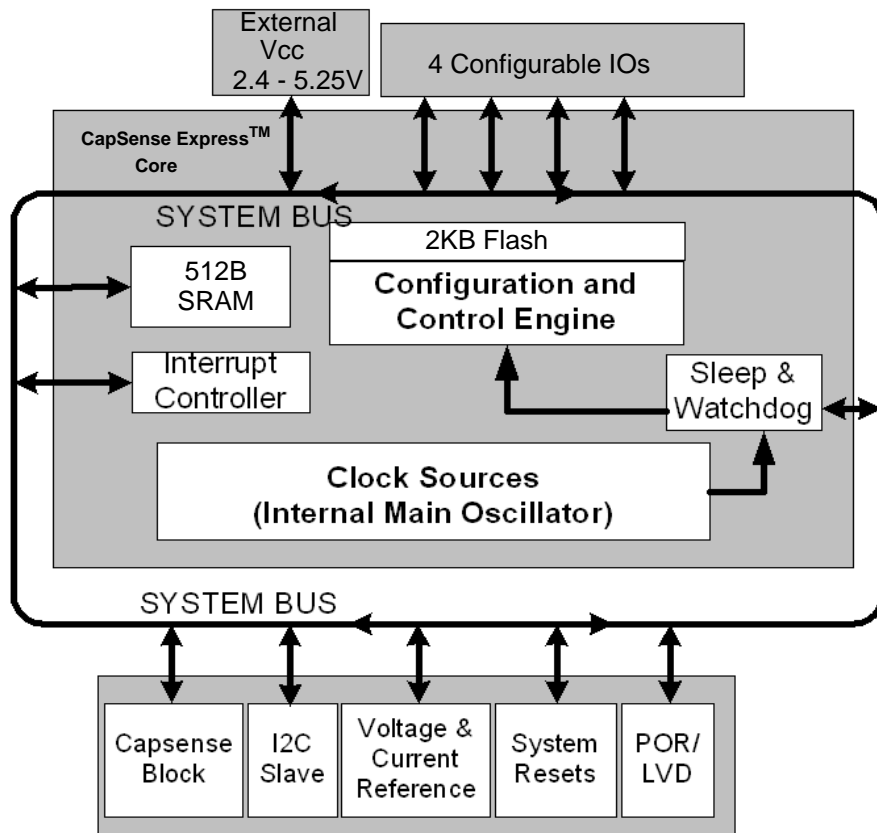 External
Vcc
2.4 - 5.25V
4 Configurable IOs
CapSense Express™
Core
SYSTEM BUS
2KB Flash
Configuration and
Control Engine
512B
SRAM
Interrupt
Controller
Sleep &
Watchdog
Clock Sources
(Internal Main Oscillator)
SYSTEM BUS
Capsense
Block
I2C
Slave
Voltage &
Current
Reference
System
Resets
POR/
LVD